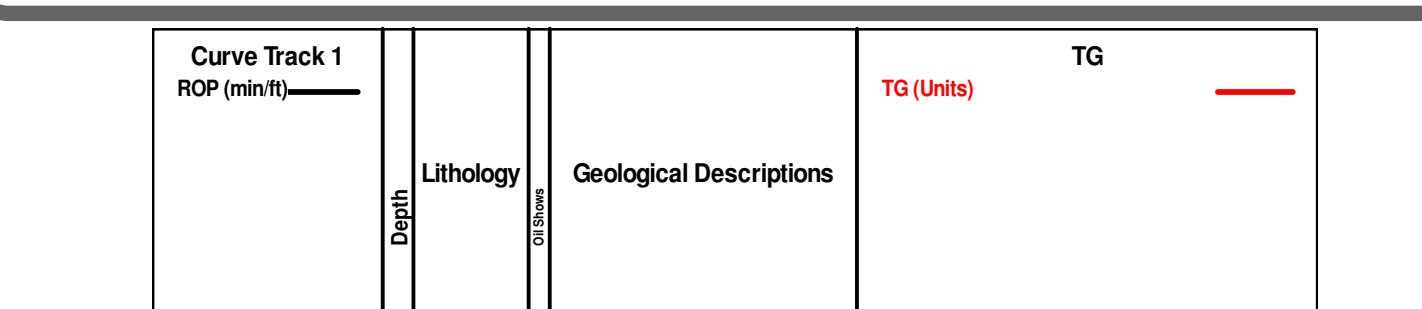 Curve Track 1
ROP (min/ft)
Depth
Lithology
Oil Shows
Geological Descriptions
TG
TG (Units)